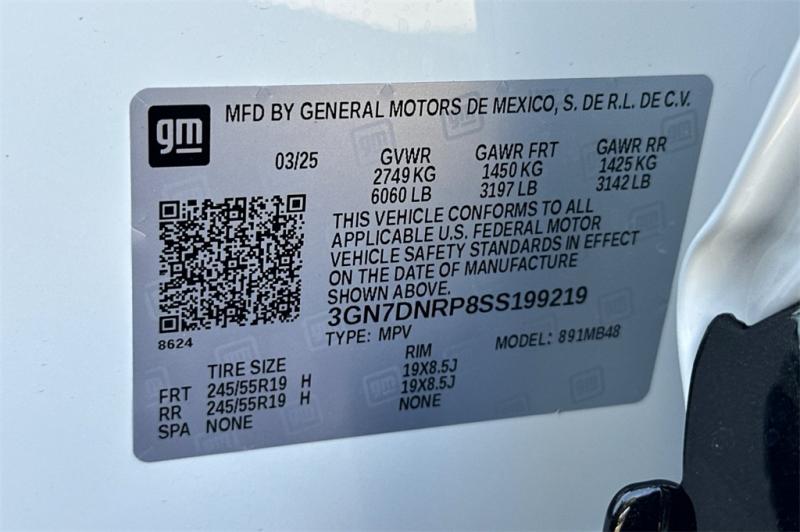 gm
MFD BY GENERAL MOTORS DE MEXICO, S. DE R.L. DE C.V.
03/25 GVWR GAWR FRT GAWR RR
2749 KG 1450 KG 1425 KG
6060 LB 3197 LB 3142 LB
THIS VEHICLE CONFORMS TO ALL
APPLICABLE U.S. FEDERAL MOTOR
VEHICLE SAFETY STANDARDS IN EFFECT
ON THE DATE OF MANUFACTURE
SHOWN ABOVE.
3GN7DNRP8SS199219
8624
TYPE: MPV MODEL: 891MB48
TIRE SIZE RIM
FRT 245/55R19 H 19X8.5J
RR 245/55R19 H 19X8.5J
SPA NONE NONE